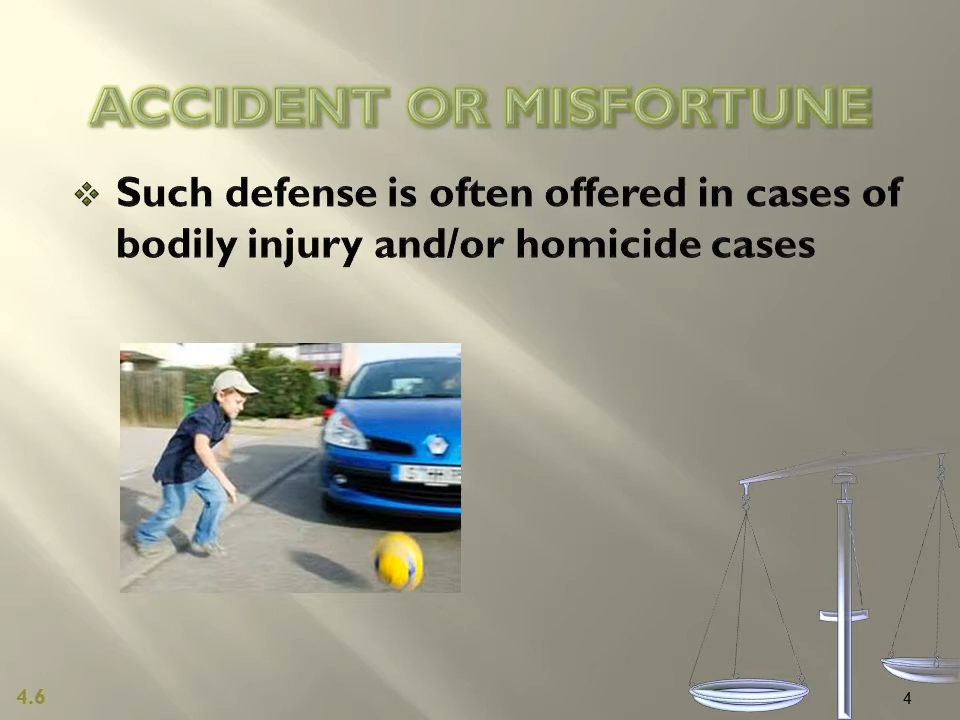 ACCIDENT OR MISFORTUNE
Such defense is often offered in cases of
bodily injury and/or homicide cases
4.6
4